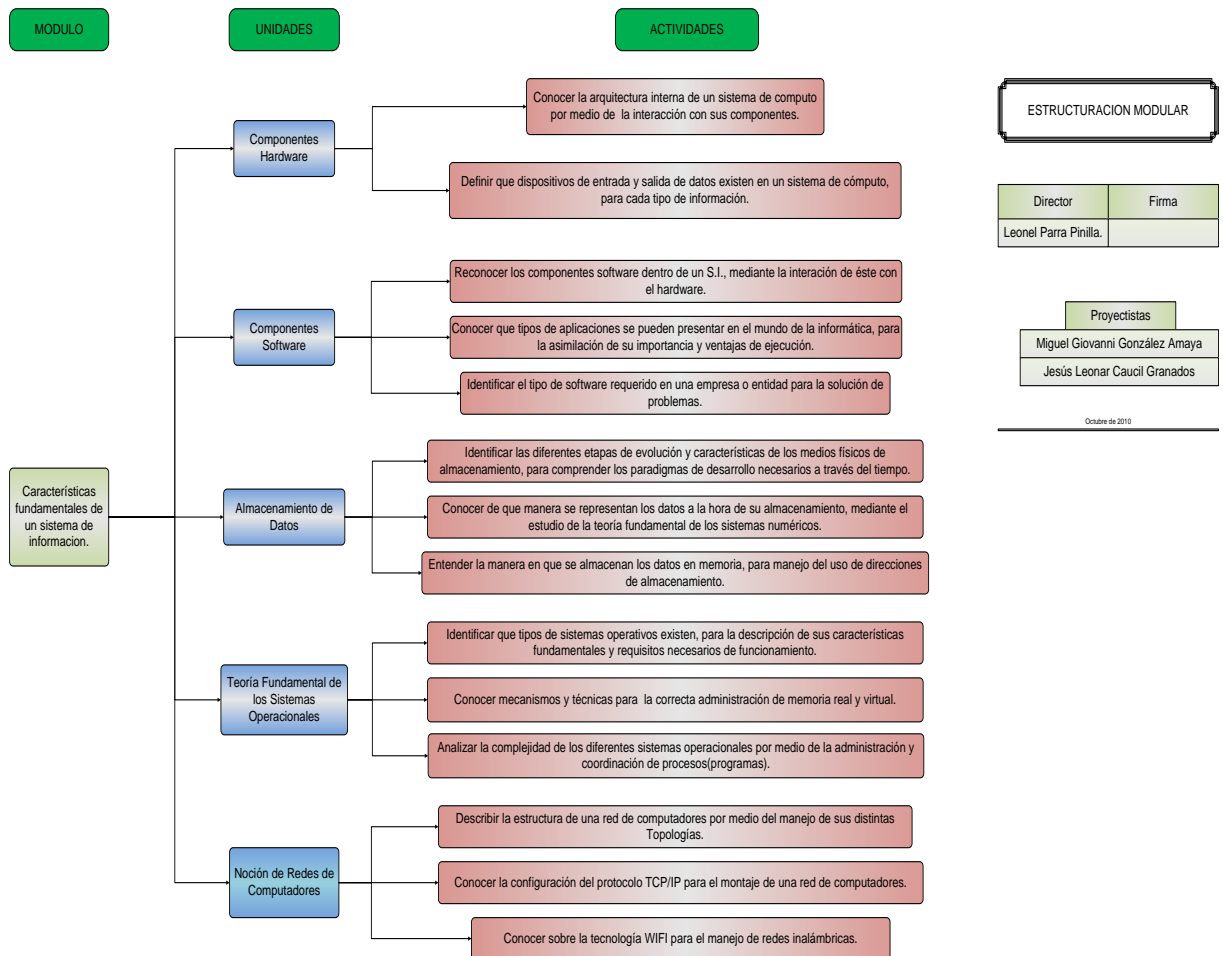 MODULO
UNIDADES
ACTIVIDADES
Características
fundamentales de
un sistema de
informacion.
Componentes
Hardware
Conocer la arquitectura interna de un sistema de computo
por medio de la interacción con sus componentes.
Definir que dispositivos de entrada y salida de datos existen en un sistema de cómputo,
para cada tipo de información.
Componentes
Software
Reconocer los componentes software dentro de un S.I., mediante la interación de éste con
el hardware.
Conocer que tipos de aplicaciones se pueden presentar en el mundo de la informática, para
la asimilación de su importancia y ventajas de ejecución.
Identificar el tipo de software requerido en una empresa o entidad para la solución de
problemas.
Almacenamiento de
Datos
Identificar las diferentes etapas de evolución y características de los medios físicos de
almacenamiento, para comprender los paradigmas de desarrollo necesarios a través del tiempo.
Conocer de que manera se representan los datos a la hora de su almacenamiento, mediante el
estudio de la teoría fundamental de los sistemas numéricos.
Entender la manera en que se almacenan los datos en memoria, para manejo del uso de direcciones
de almacenamiento.
Teoría Fundamental de
los Sistemas
Operacionales
Identificar que tipos de sistemas operativos existen, para la descripción de sus características
fundamentales y requisitos necesarios de funcionamiento.
Conocer mecanismos y técnicas para la correcta administración de memoria real y virtual.
Analizar la complejidad de los diferentes sistemas operacionales por medio de la administración y
coordinación de procesos(programas).
Noción de Redes de
Computadores
Describir la estructura de una red de computadores por medio del manejo de sus distintas
Topologías.
Conocer la configuración del protocolo TCP/IP para el montaje de una red de computadores.
Conocer sobre la tecnología WIFI para el manejo de redes inalámbricas.
ESTRUCTURACION MODULAR
Director
Firma
Leonel Parra Pinilla.
Proyectistas
Miguel Giovanni González Amaya
Jesús Leonar Caucil Granados
Octubre de 2010